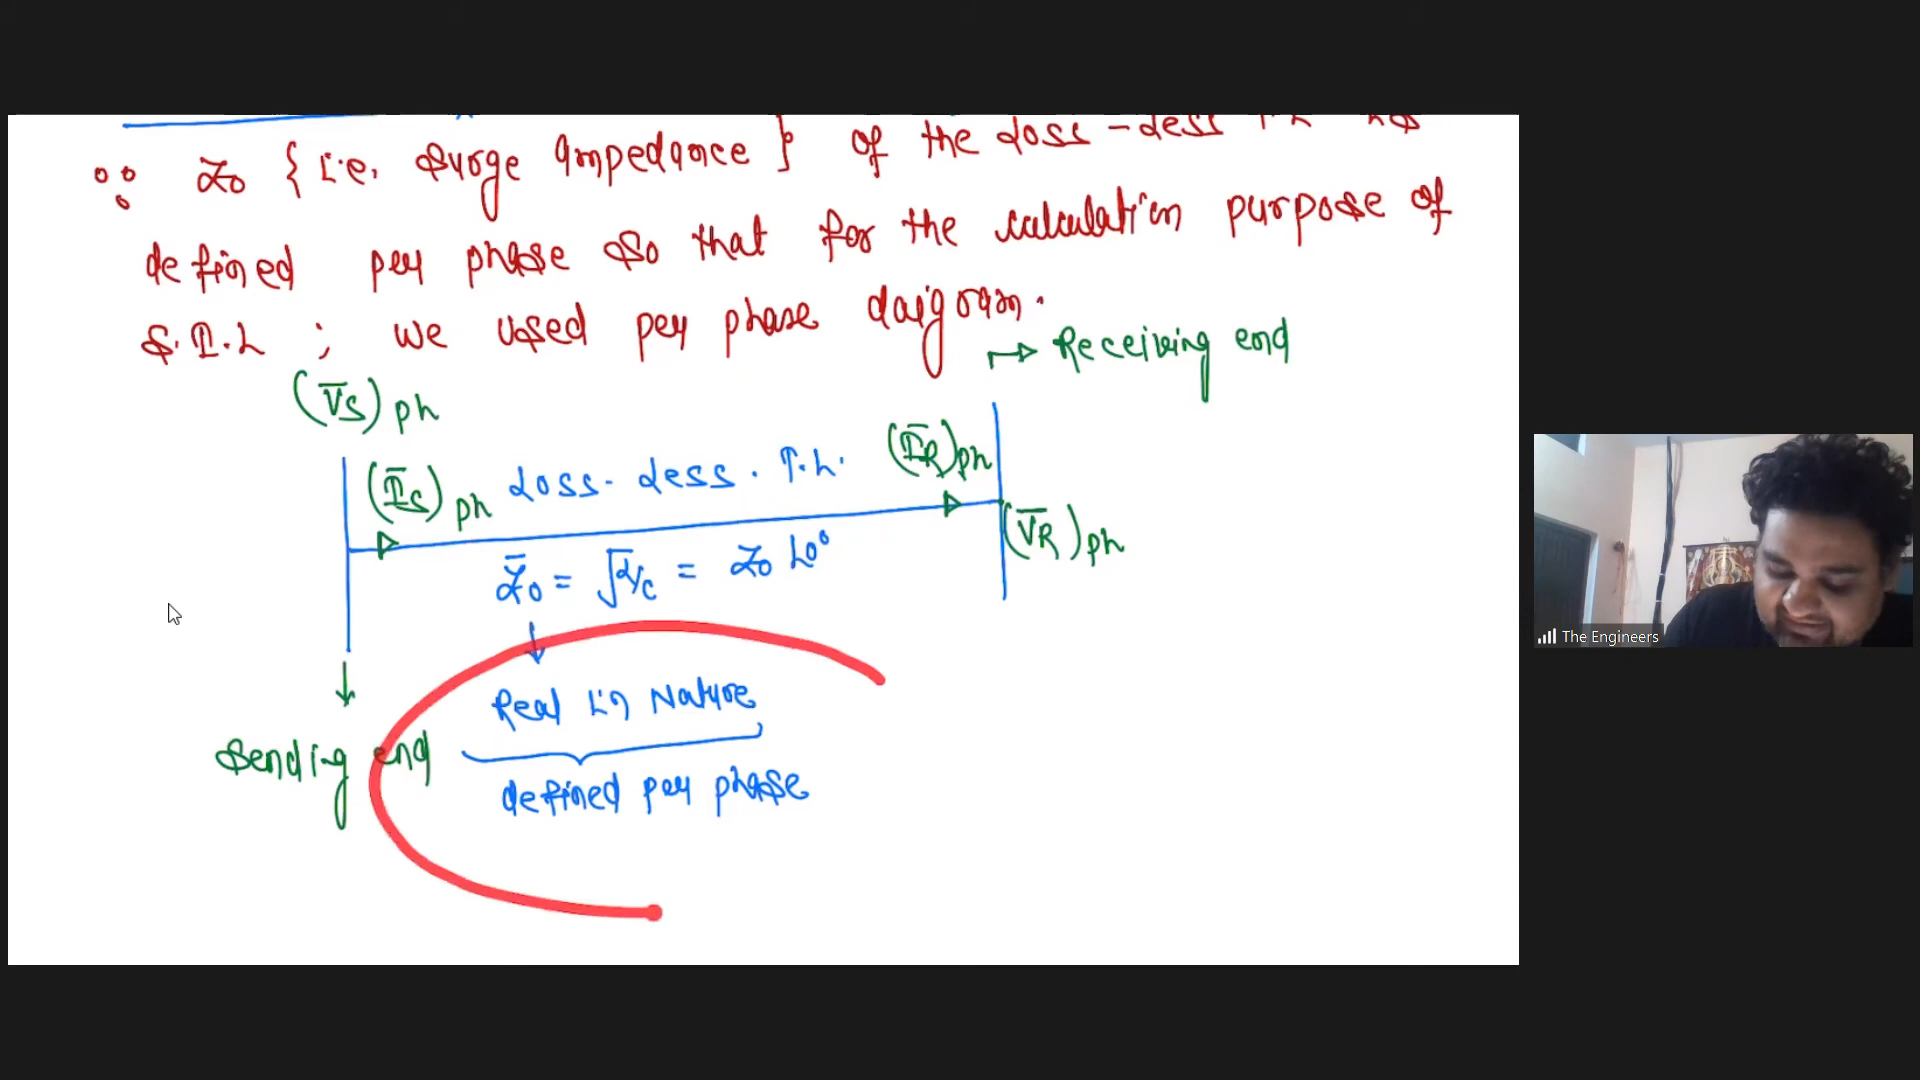 ∵ Z0 { i.e. Surge Impedance } of the Loss-Less T.L is
defined per phase so that for the calculation purpose of
S.I.L ; we used per phase daigram.
→ Receiving end
(V̅S)ph
(I̅S)ph Loss-Less. T.L. (I̅R)ph
(V̅R)ph
Z̅0 = √L/C = Z0 ∠0°
↓
Real in Nature
Sending end
defined per phase
The Engineers